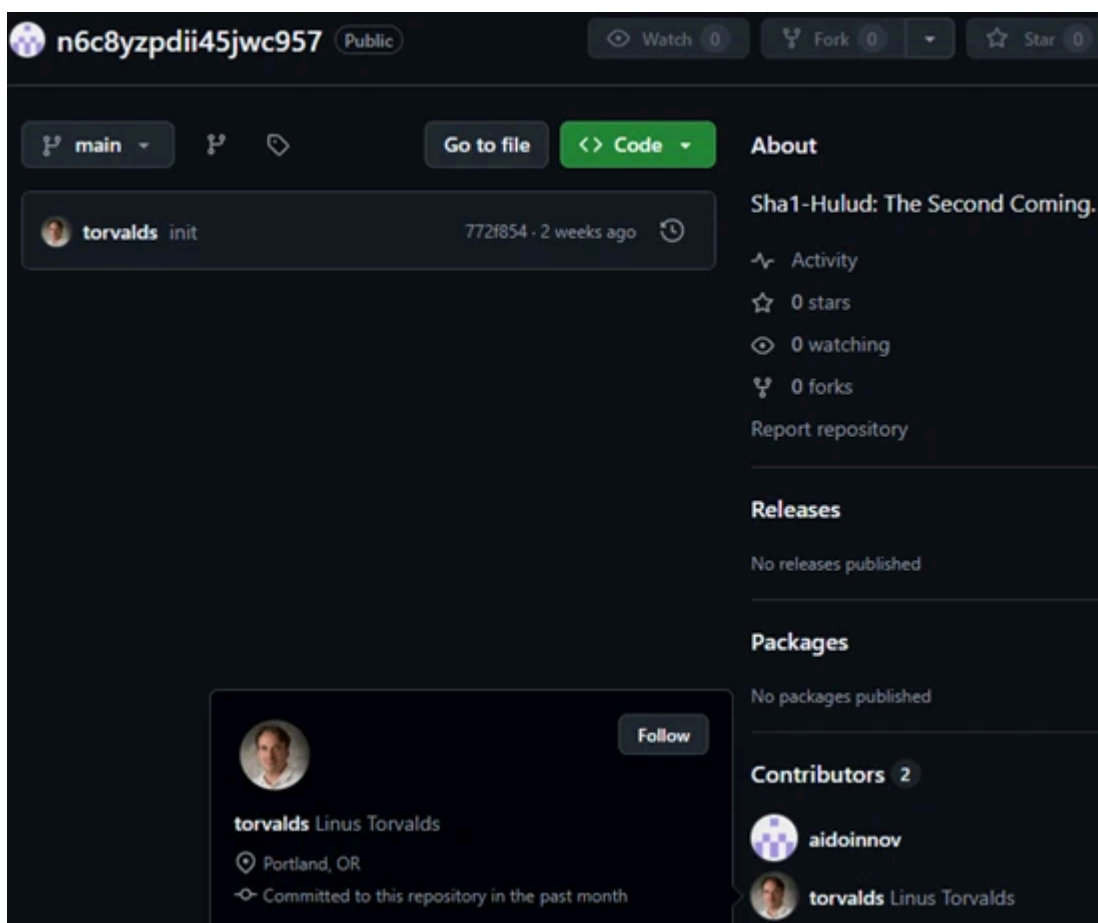 n6c8yzpdii45jwc957 Public Watch 0 Fork 0 Star 0
main Go to file <> Code
torvalds init 772f854 · 2 weeks ago
About
Sha1-Hulud: The Second Coming.
Activity
0 stars
0 watching
0 forks
Report repository
Releases
No releases published
Packages
No packages published
Contributors 2
aidoinnov
torvalds Linus Torvalds
Follow
torvalds Linus Torvalds
Portland, OR
Committed to this repository in the past month